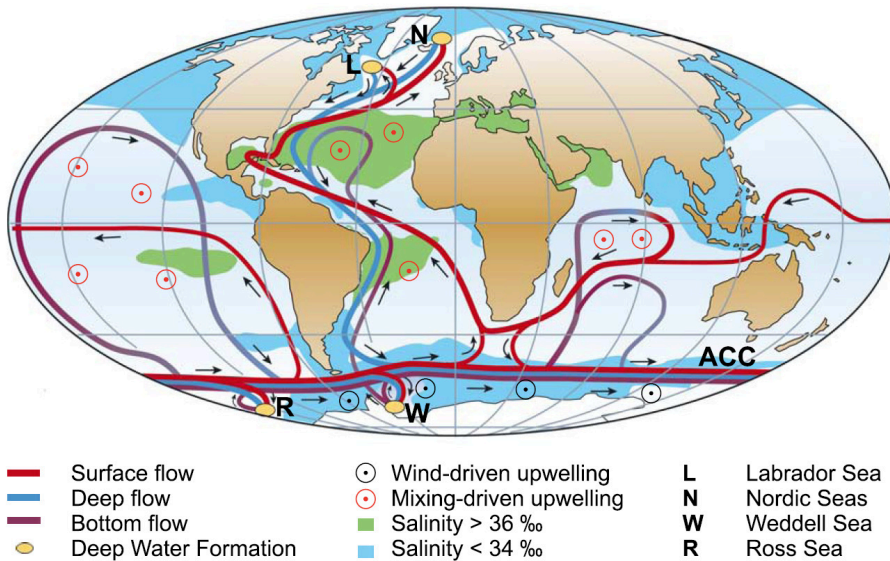 N
L
ACC
R
W
Surface flow
Deep flow
Bottom flow
Deep Water Formation
Wind-driven upwelling
Mixing-driven upwelling
Salinity > 36 ‰
Salinity < 34 ‰
L Labrador Sea
N Nordic Seas
W Weddell Sea
R Ross Sea